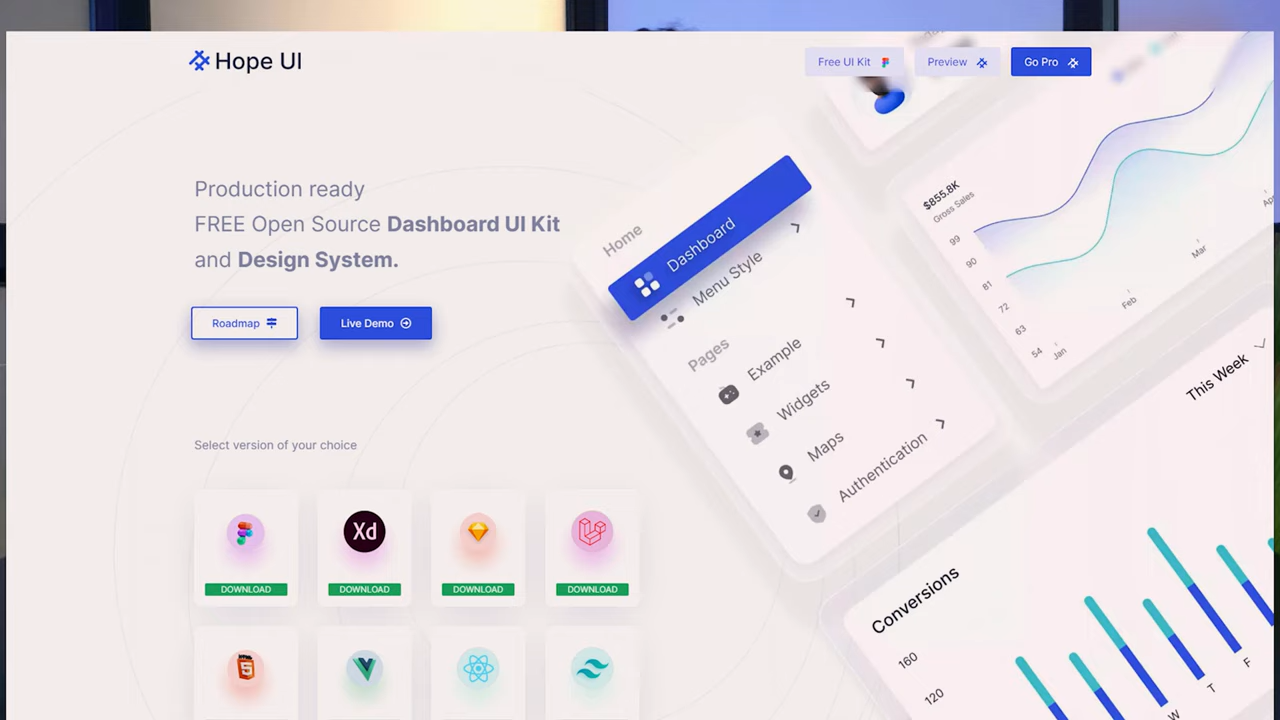 Hope UI
Free UI Kit
Preview
Go Pro
Production ready
FREE Open Source Dashboard UI Kit
and Design System.
Roadmap
Live Demo
Select version of your choice
Xd
DOWNLOAD
DOWNLOAD
DOWNLOAD
DOWNLOAD
HTML
5
Home
Dashboard
Menu Style
Pages
Example
Widgets
Maps
Authentication
$855.8K
Gross Sales
99
90
81
72
63
54
Jan
Feb
Mar
This Week
Conversions
160
120
W
T
F